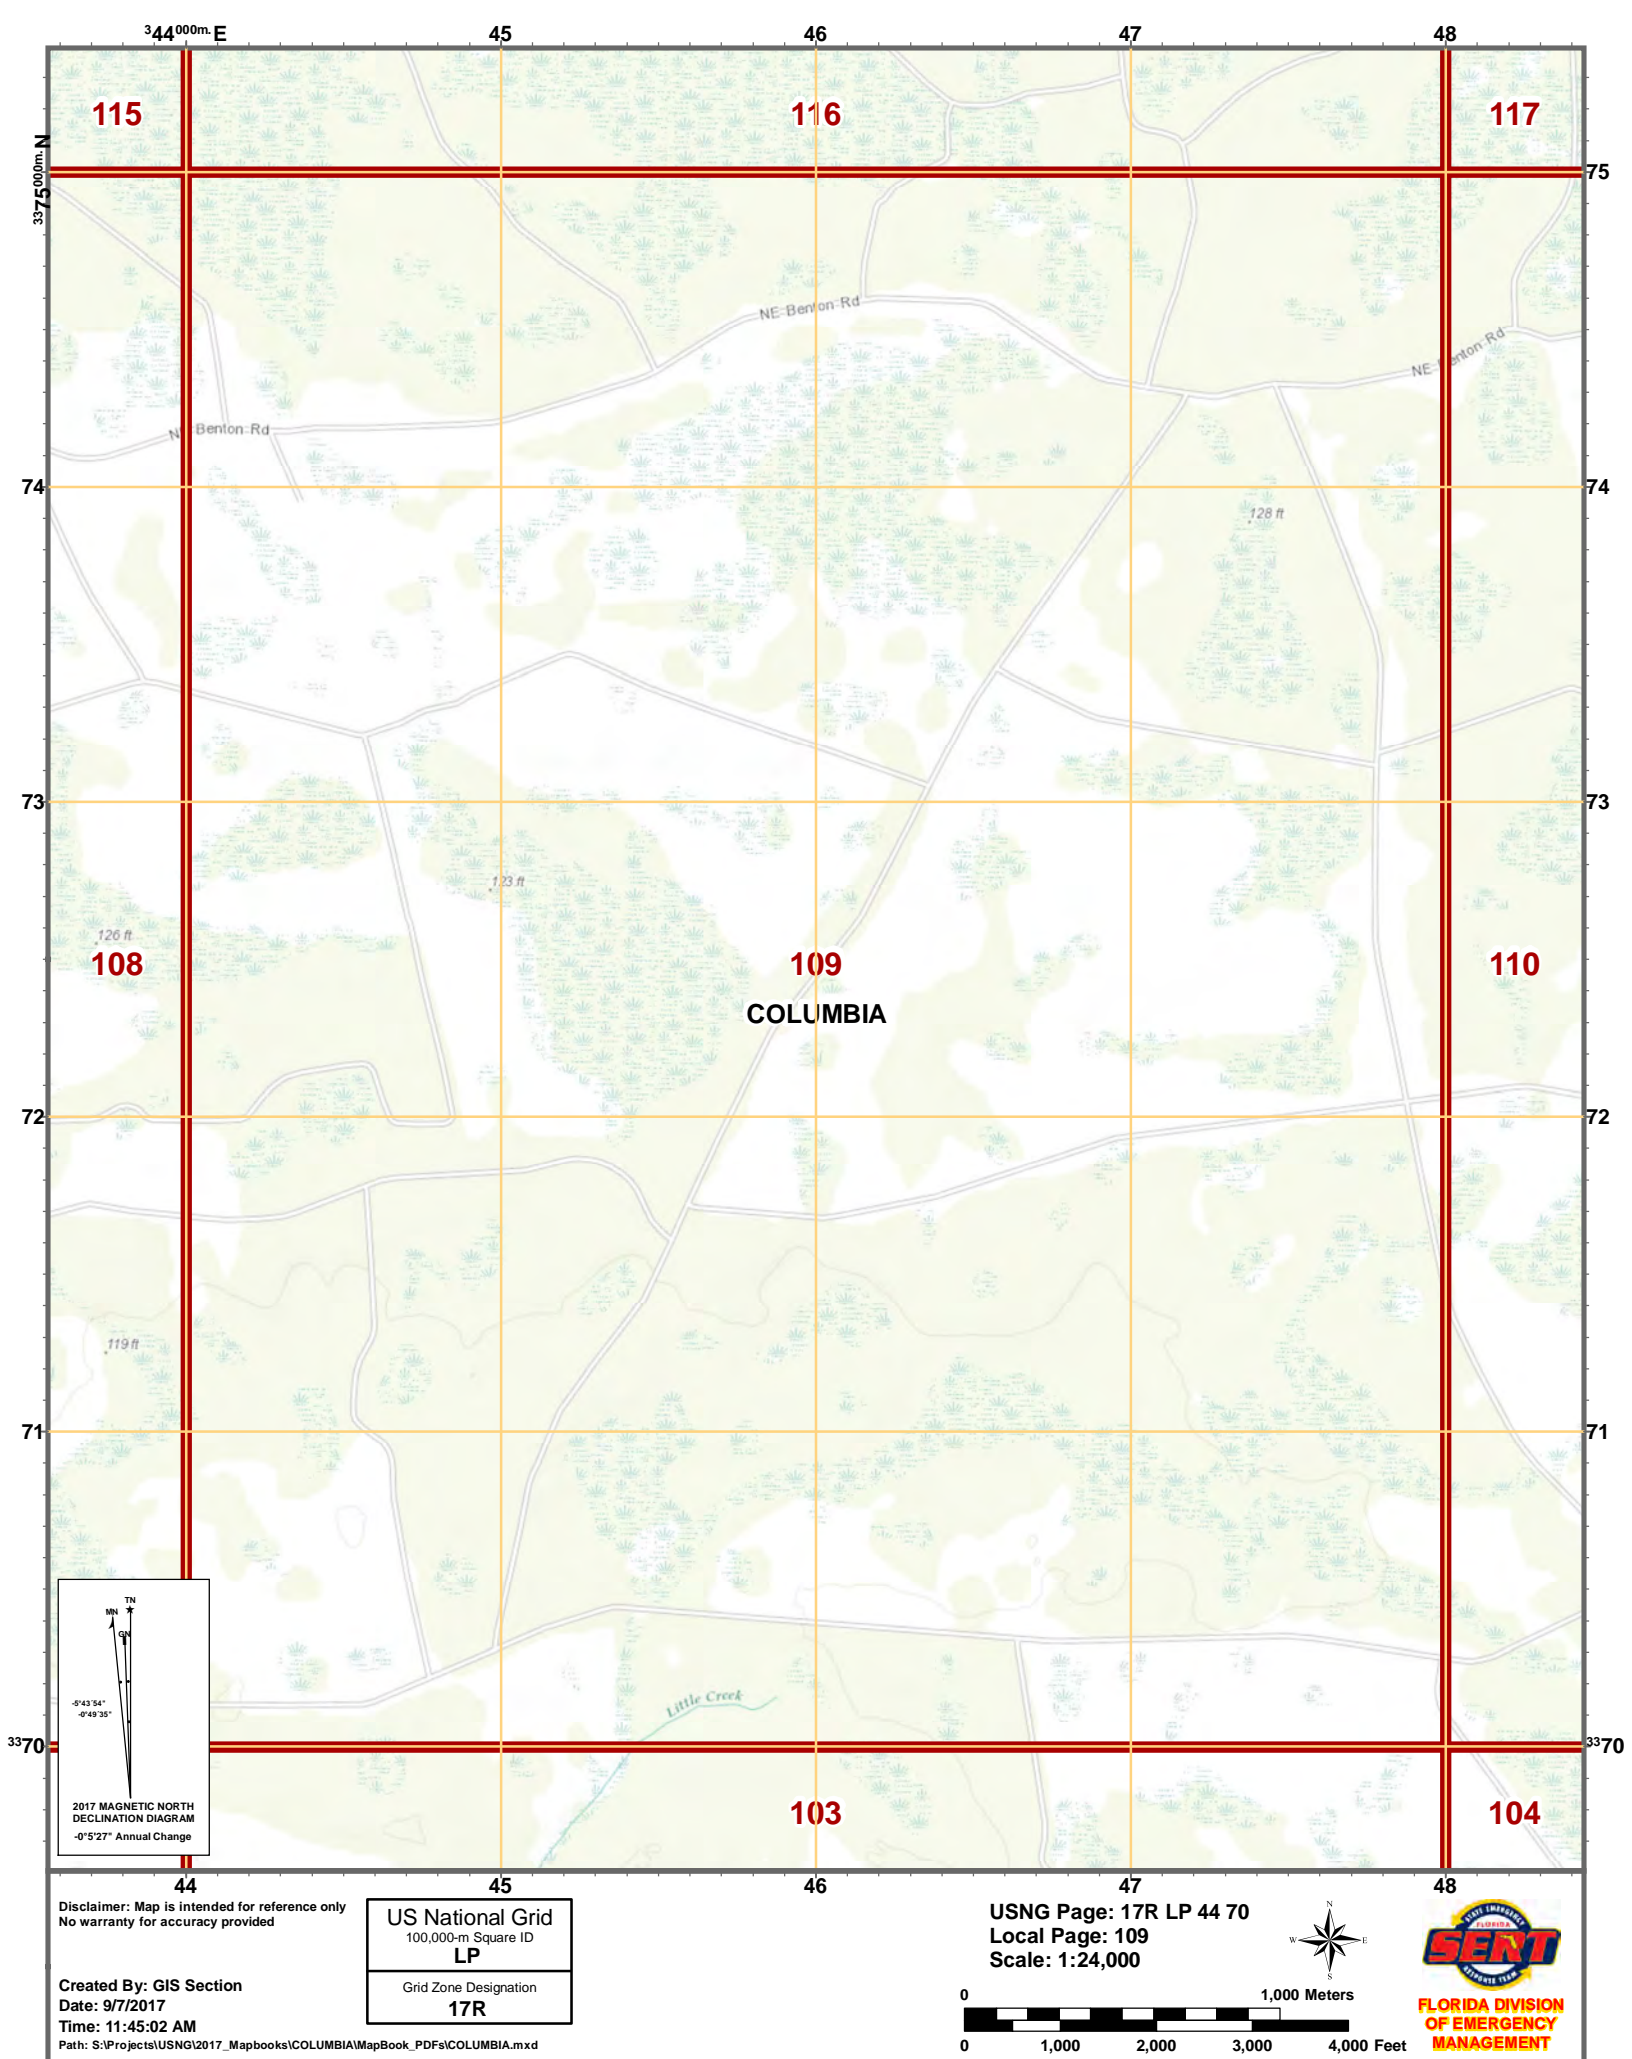 344000m. E 45 46 47 48
115 116 117
3375000m. N 75
NE Benton Rd
NE Benton Rd
NE Benton Rd
74 74
128 ft
73 73
123 ft
126 ft
108 109 110
COLUMBIA
72 72
119 ft
71 71
TN
MN
GN
-5°43'54"
-0°49'35"
Little Creek
3370 3370
2017 MAGNETIC NORTH
DECLINATION DIAGRAM
-0°5'27" Annual Change
103 104
44 45 46 47 48
Disclaimer: Map is intended for reference only
No warranty for accuracy provided
Created By: GIS Section
Date: 9/7/2017
Time: 11:45:02 AM
Path: S:\Projects\USNG\2017_Mapbooks\COLUMBIA\MapBook_PDFs\COLUMBIA.mxd
US National Grid
100,000-m Square ID
LP
Grid Zone Designation
17R
USNG Page: 17R LP 44 70
Local Page: 109
Scale: 1:24,000
N
W E
S
0 1,000 Meters
0 1,000 2,000 3,000 4,000 Feet
STATE EMERGENCY
FLORIDA
SERT
RESPONSE TEAM
FLORIDA DIVISION
OF EMERGENCY
MANAGEMENT